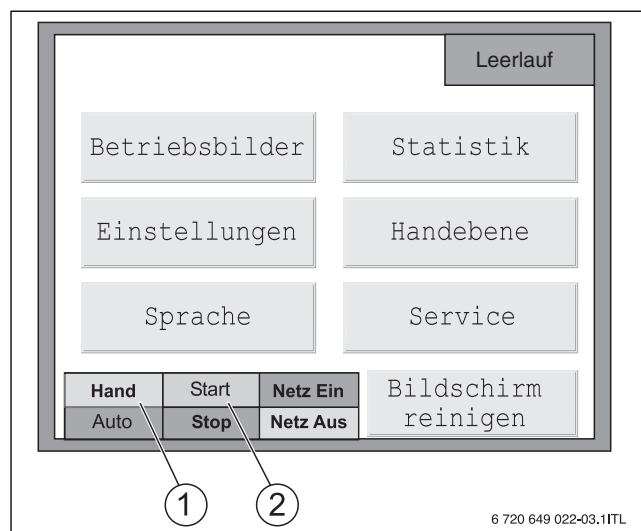 Leerlauf
Betriebsbilder
Statistik
Einstellungen
Handebene
Sprache
Service
Hand
Start
Netz Ein
Bildschirm
reinigen
Auto
Stop
Netz Aus
1
2
6 720 649 022-03.1ITL